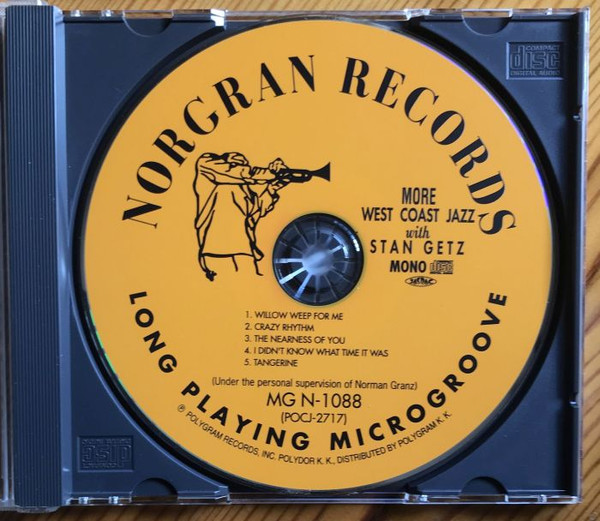 NORGRAN RECORDS
MORE
WEST COAST JAZZ
with
STAN GETZ
MONO
1. WILLOW WEEP FOR ME
2. CRAZY RHYTHM
3. THE NEARNESS OF YOU
4. I DIDN'T KNOW WHAT TIME IT WAS
5. TANGERINE
(Under the personal supervision of Norman Granz)
MG N-1088
(POCJ-2717)
LONG PLAYING MICROGROOVE
℗ POLYGRAM RECORDS, INC. POLYDOR K. K., DISTRIBUTED BY POLYGRAM K. K.
COMPACT
disc
DIGITAL AUDIO